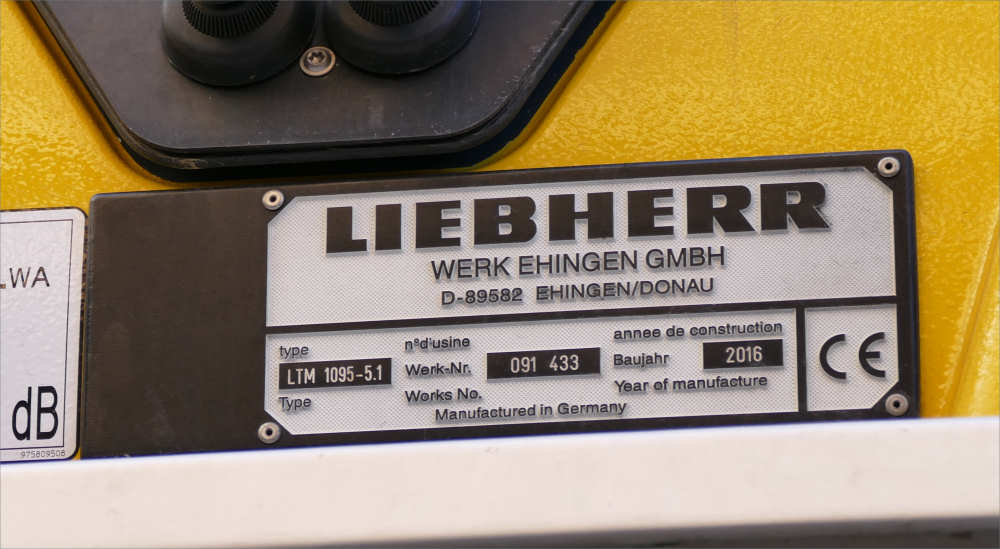 LIEBHERR
WERK EHINGEN GMBH
D-89582 EHINGEN/DONAU
type
LTM 1095-5.1
Type
n°d'usine
Werk-Nr. 091 433
Works No.
annee de construction
Baujahr 2016
Year of manufacture
Manufactured in Germany
CE
LWA
dB
975809508